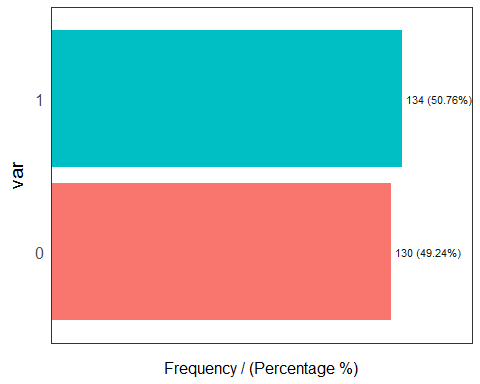 1
134 (50.76%)
var
0
130 (49.24%)
Frequency / (Percentage %)